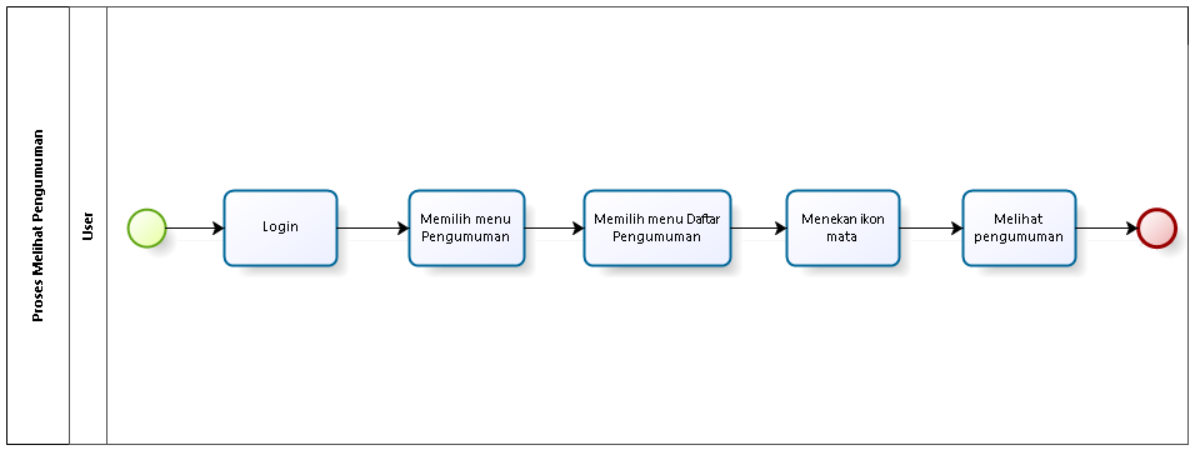 Proses Melihat Pengumuman
User
Login
Memilih menu
Pengumuman
Memilih menu Daftar
Pengumuman
Menekan ikon
mata
Melihat
pengumuman